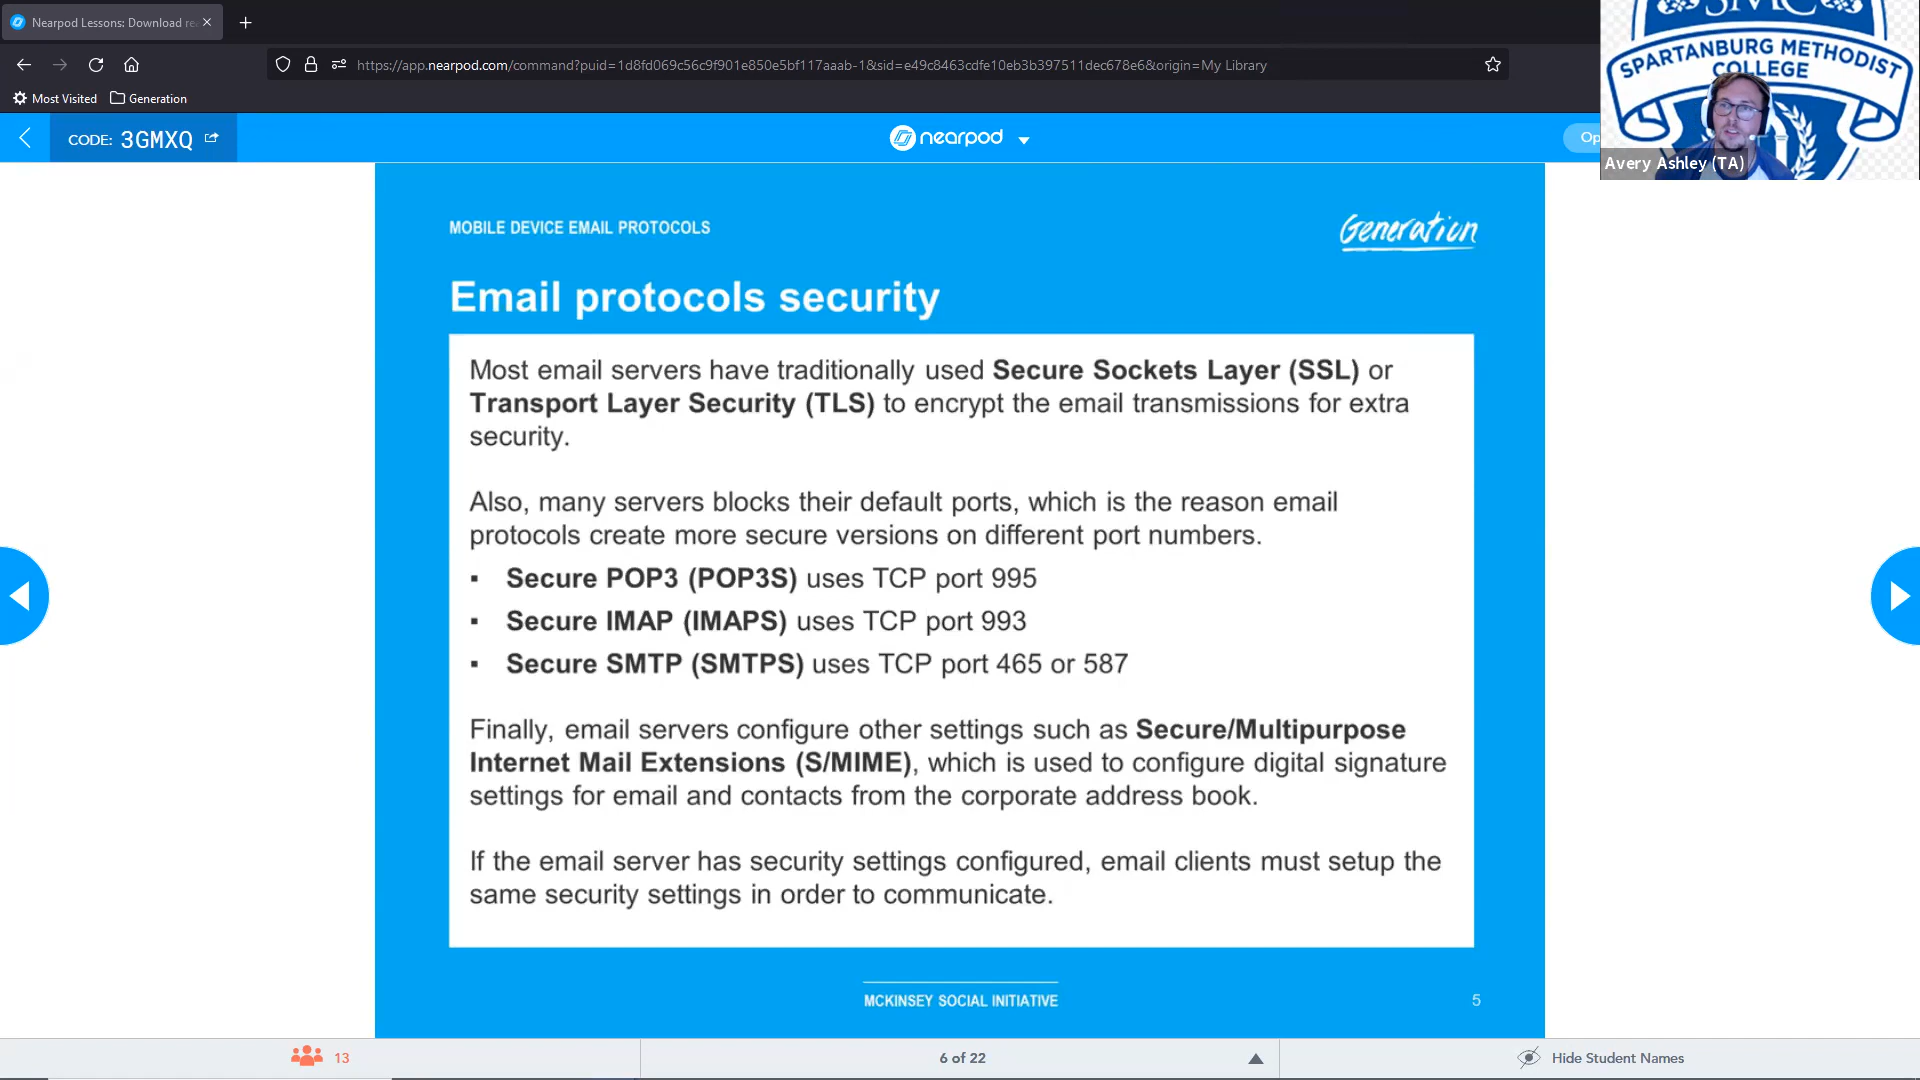 Nearpod Lessons: Download re
https://app.nearpod.com/command?puid=1d8fd069c56c9f901e850e5bf117aaab-1&sid=e49c8463cdfe10eb3b397511dec678e6&origin=My Library
Most Visited
Generation
SMC
SPARTANBURG METHODIST
COLLEGE
Avery Ashley (TA)
CODE: 3GMXQ
nearpod
Op
MOBILE DEVICE EMAIL PROTOCOLS
Generation
Email protocols security
Most email servers have traditionally used Secure Sockets Layer (SSL) or
Transport Layer Security (TLS) to encrypt the email transmissions for extra
security.
Also, many servers blocks their default ports, which is the reason email
protocols create more secure versions on different port numbers.
▪ Secure POP3 (POP3S) uses TCP port 995
▪ Secure IMAP (IMAPS) uses TCP port 993
▪ Secure SMTP (SMTPS) uses TCP port 465 or 587
Finally, email servers configure other settings such as Secure/Multipurpose
Internet Mail Extensions (S/MIME), which is used to configure digital signature
settings for email and contacts from the corporate address book.
If the email server has security settings configured, email clients must setup the
same security settings in order to communicate.
MCKINSEY SOCIAL INITIATIVE
5
13
6 of 22
Hide Student Names